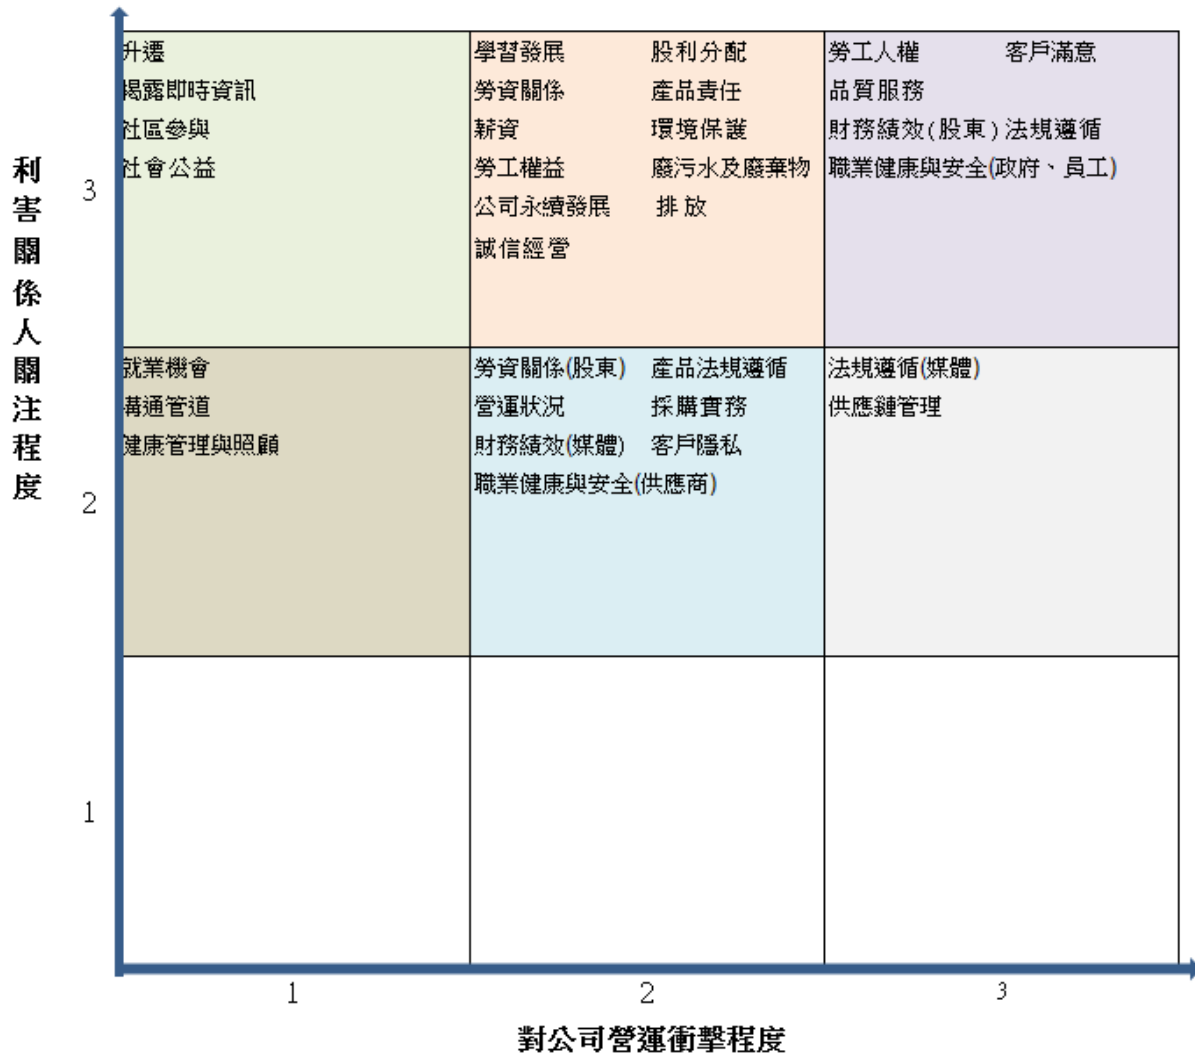 利害關係人關注程度
3
升遷
揭露即時資訊
社區參與
社會公益
學習發展 股利分配
勞資關係 產品責任
薪資 環境保護
勞工權益 廢污水及廢棄物
公司永續發展 排放
誠信經營
勞工人權 客戶滿意
品質服務
財務績效(股東) 法規遵循
職業健康與安全(政府、員工)
2
就業機會
溝通管道
健康管理與照顧
勞資關係(股東) 產品法規遵循
營運狀況 採購實務
財務績效(媒體) 客戶隱私
職業健康與安全(供應商)
法規遵循(媒體)
供應鏈管理
1
1 2 3
對公司營運衝擊程度